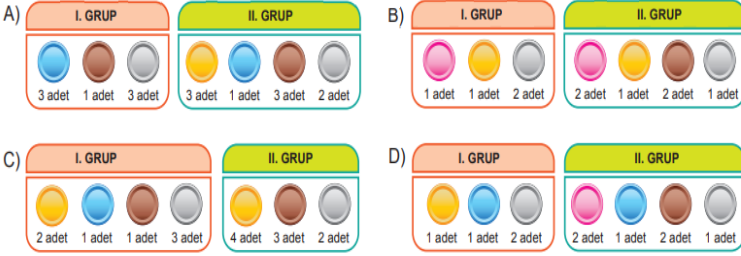 A) I. GRUP II. GRUP
3 adet 1 adet 3 adet 3 adet 1 adet 3 adet 2 adet
B) I. GRUP II. GRUP
1 adet 1 adet 2 adet 2 adet 1 adet 2 adet 1 adet
C) I. GRUP II. GRUP
2 adet 1 adet 1 adet 3 adet 4 adet 3 adet 2 adet
D) I. GRUP II. GRUP
1 adet 1 adet 2 adet 2 adet 1 adet 2 adet 1 adet